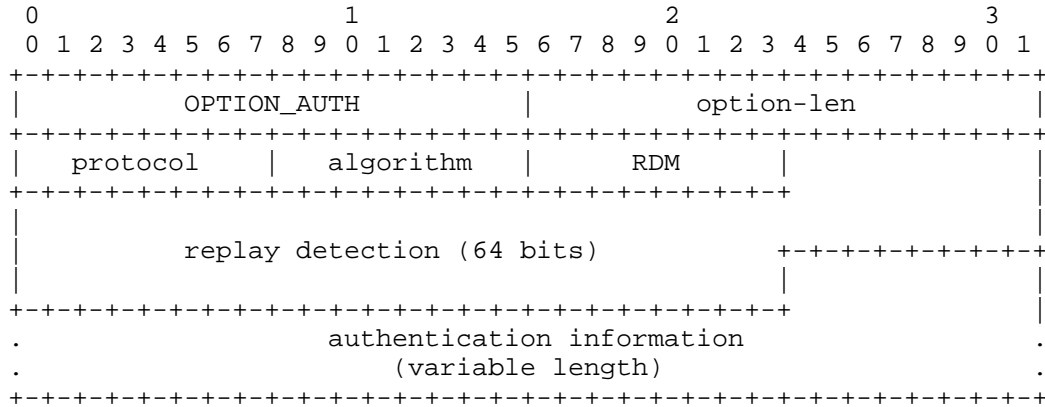 0                   1                   2                   3
 0 1 2 3 4 5 6 7 8 9 0 1 2 3 4 5 6 7 8 9 0 1 2 3 4 5 6 7 8 9 0 1
+-+-+-+-+-+-+-+-+-+-+-+-+-+-+-+-+-+-+-+-+-+-+-+-+-+-+-+-+-+-+-+-+
|          OPTION_AUTH          |          option-len           |
+-+-+-+-+-+-+-+-+-+-+-+-+-+-+-+-+-+-+-+-+-+-+-+-+-+-+-+-+-+-+-+-+
|   protocol    |   algorithm   |      RDM      |               |
+-+-+-+-+-+-+-+-+-+-+-+-+-+-+-+-+-+-+-+-+-+-+-+-+               |
|                                                               |
|          replay detection (64 bits)           +-+-+-+-+-+-+-+-+
|                                               |               |
+-+-+-+-+-+-+-+-+-+-+-+-+-+-+-+-+-+-+-+-+-+-+-+-+               |
.                   authentication information                  .
.                       (variable length)                       .
+-+-+-+-+-+-+-+-+-+-+-+-+-+-+-+-+-+-+-+-+-+-+-+-+-+-+-+-+-+-+-+-+